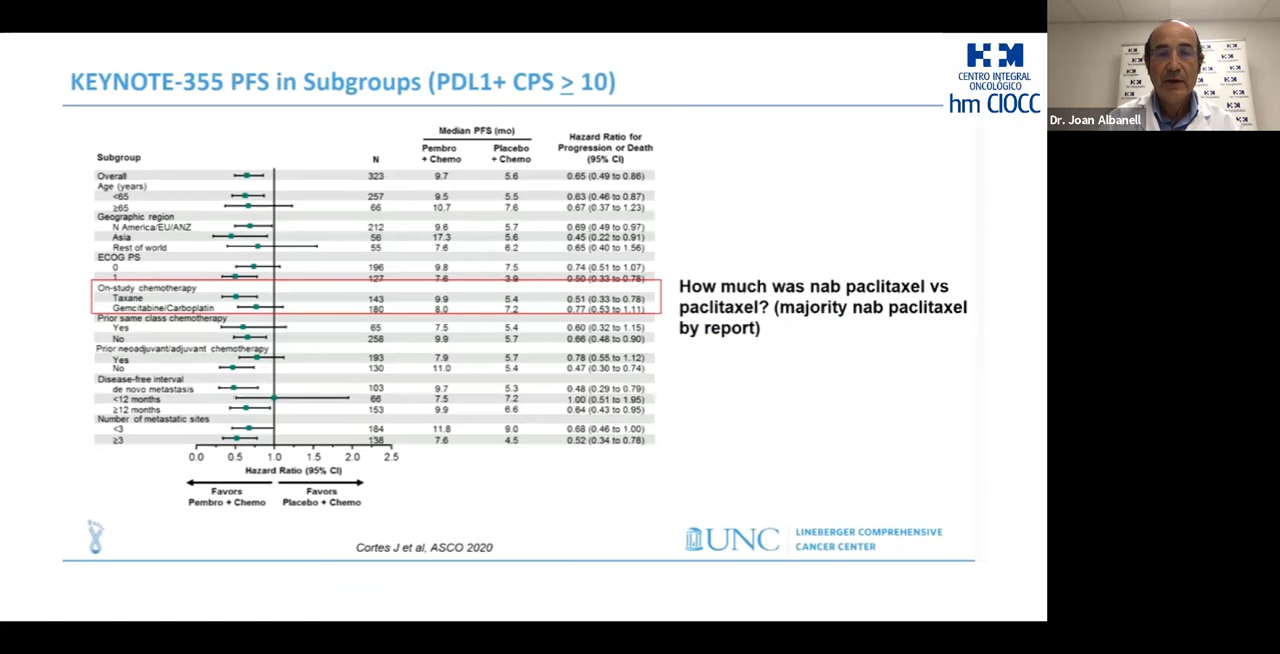 KEYNOTE-355 PFS in Subgroups (PDL1+ CPS ≥ 10)
HM
CENTRO INTEGRAL
ONCOLÓGICO
hm CIOCC
Dr. Joan Albanell
Median PFS (mo)
Hazard Ratio for
Progression or Death
(95% CI)
Subgroup N Pembro + Chemo Placebo + Chemo
Overall 323 9.7 5.6 0.65 (0.49 to 0.86)
Age (years)
<65 257 9.5 5.5 0.63 (0.46 to 0.87)
≥65 66 10.7 7.6 0.67 (0.37 to 1.23)
Geographic region
N America/EU/ANZ 212 9.6 5.7 0.69 (0.49 to 0.97)
Asia 56 17.3 5.6 0.45 (0.22 to 0.91)
Rest of world 55 7.6 6.2 0.65 (0.40 to 1.56)
ECOG PS
0 196 9.8 7.5 0.74 (0.51 to 1.07)
1 127 7.6 3.9 0.50 (0.33 to 0.78)
On-study chemotherapy
Taxane 143 9.9 5.4 0.51 (0.33 to 0.78)
Gemcitabine/Carboplatin 180 8.0 7.2 0.77 (0.53 to 1.11)
Prior same class chemotherapy
Yes 65 7.5 5.4 0.60 (0.32 to 1.15)
No 258 9.9 5.7 0.66 (0.48 to 0.90)
Prior neoadjuvant/adjuvant chemotherapy
Yes 193 7.9 5.7 0.78 (0.55 to 1.12)
No 130 11.0 5.4 0.47 (0.30 to 0.74)
Disease-free interval
de novo metastasis 103 9.7 5.3 0.48 (0.29 to 0.79)
<12 months 66 7.5 7.2 1.00 (0.51 to 1.95)
≥12 months 153 9.9 6.6 0.64 (0.43 to 0.95)
Number of metastatic sites
<3 184 11.8 9.0 0.68 (0.46 to 1.00)
≥3 138 7.6 4.5 0.52 (0.34 to 0.78)
0.0 0.5 1.0 1.5 2.0 2.5
Hazard Ratio (95% CI)
Favors
Pembro + Chemo
Favors
Placebo + Chemo
How much was nab paclitaxel vs
paclitaxel? (majority nab paclitaxel
by report)
Cortes J et al, ASCO 2020
UNC
LINEBERGER COMPREHENSIVE
CANCER CENTER